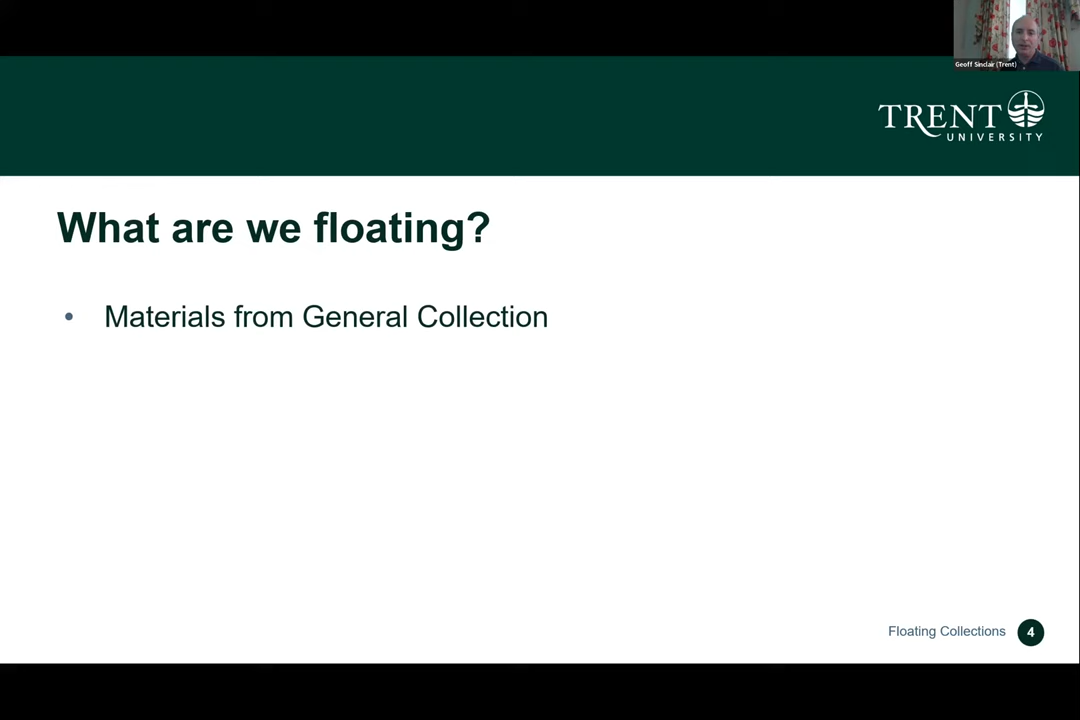 Geoff Sinclair (Trent)
TRENT
UNIVERSITY
What are we floating?
• Materials from General Collection
Floating Collections 4